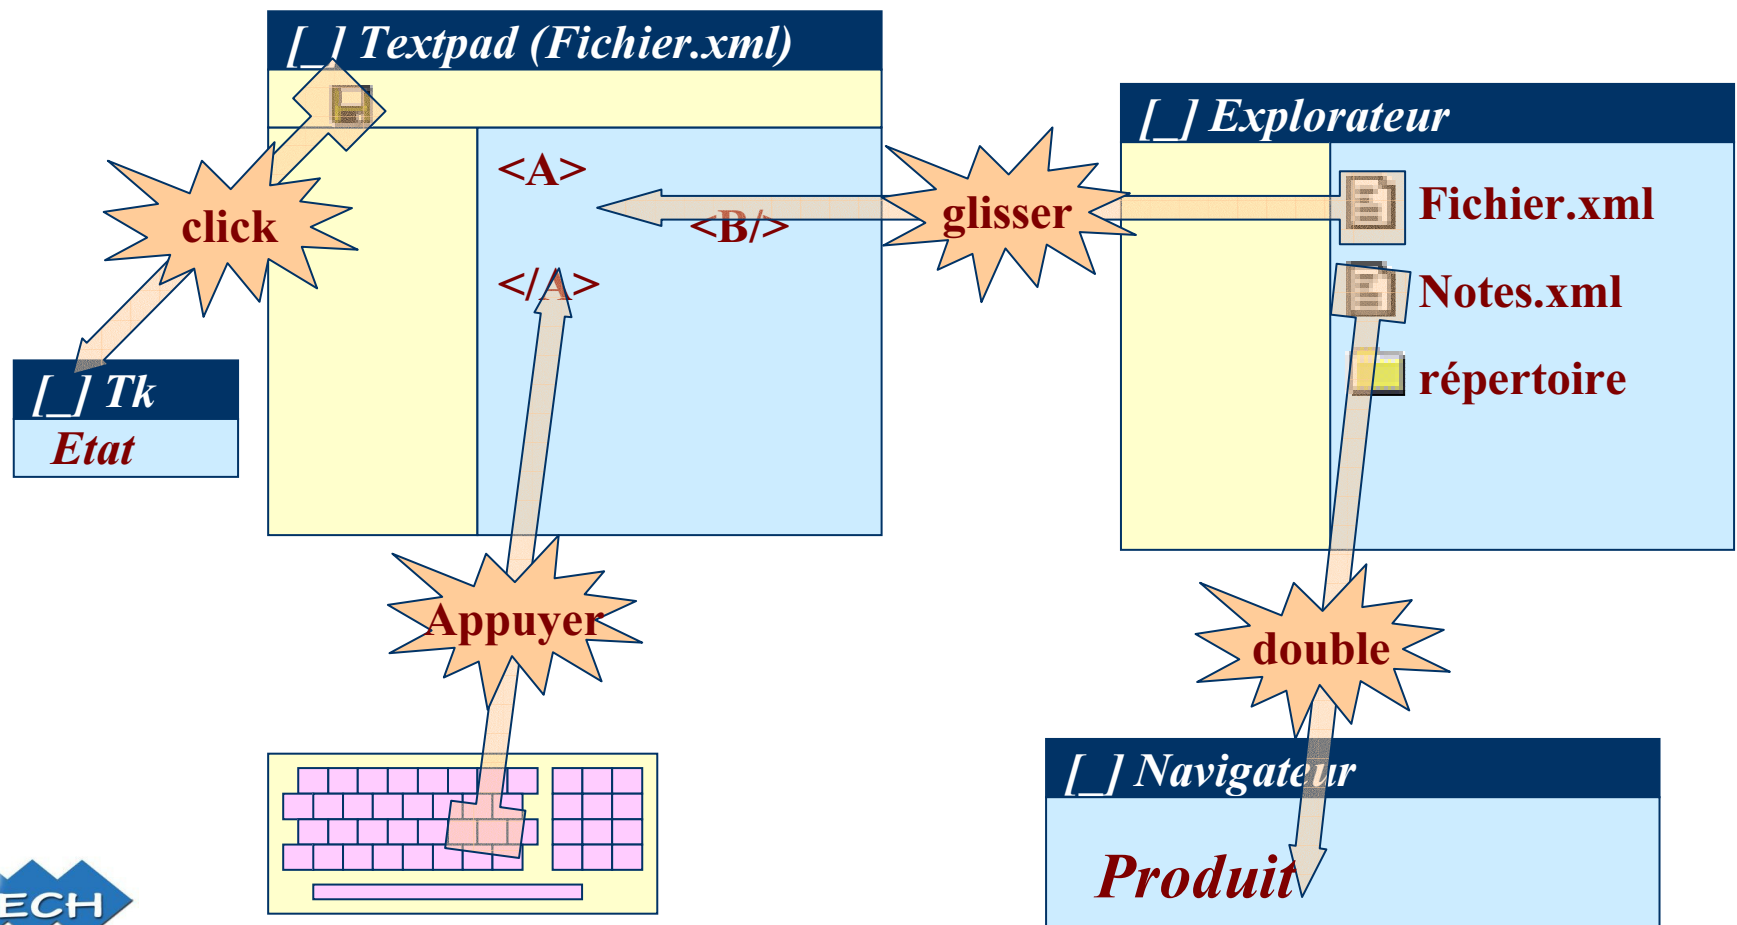 [_] Textpad (Fichier.xml)
<A>
<B/>
</A>
click
[_] Tk
Etat
glisser
[_] Explorateur
Fichier.xml
Notes.xml
répertoire
Appuyer
double
[_] Navigateur
Produit
ECH